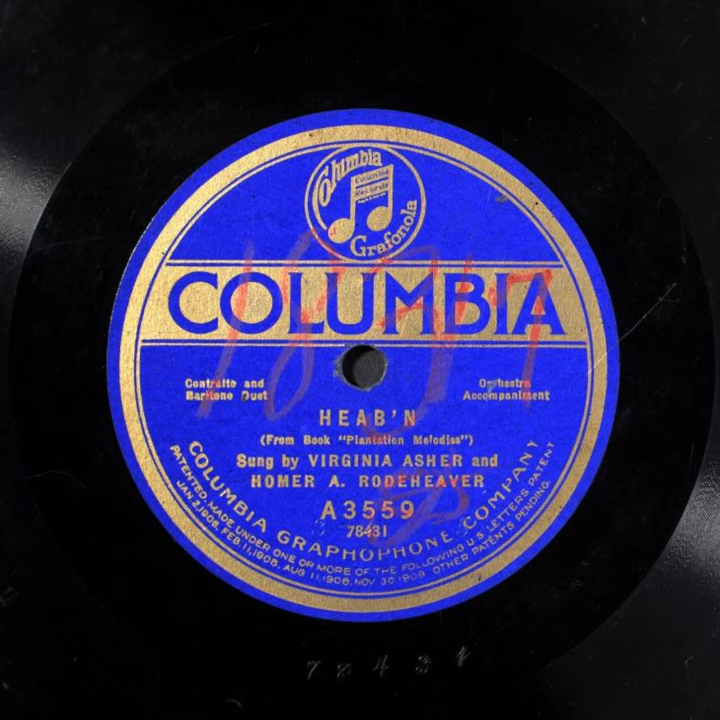 Columbia
Columbia
Records
Grafonola
COLUMBIA
Contralto and
Baritone Duet
Orchestra
Accompaniment
HEAB'N
(From Book "Plantation Melodies")
Sung by VIRGINIA ASHER and
HOMER A. RODEHEAVER
A3559
78431
COLUMBIA GRAPHOPHONE COMPANY
PATENTED, MADE UNDER ONE OR MORE OF THE FOLLOWING U.S. LETTERS PATENT
JAN 2,1906, FEB 11,1908, AUG 11,1908, NOV 30 1909 OTHER PATENTS PENDING.
78431